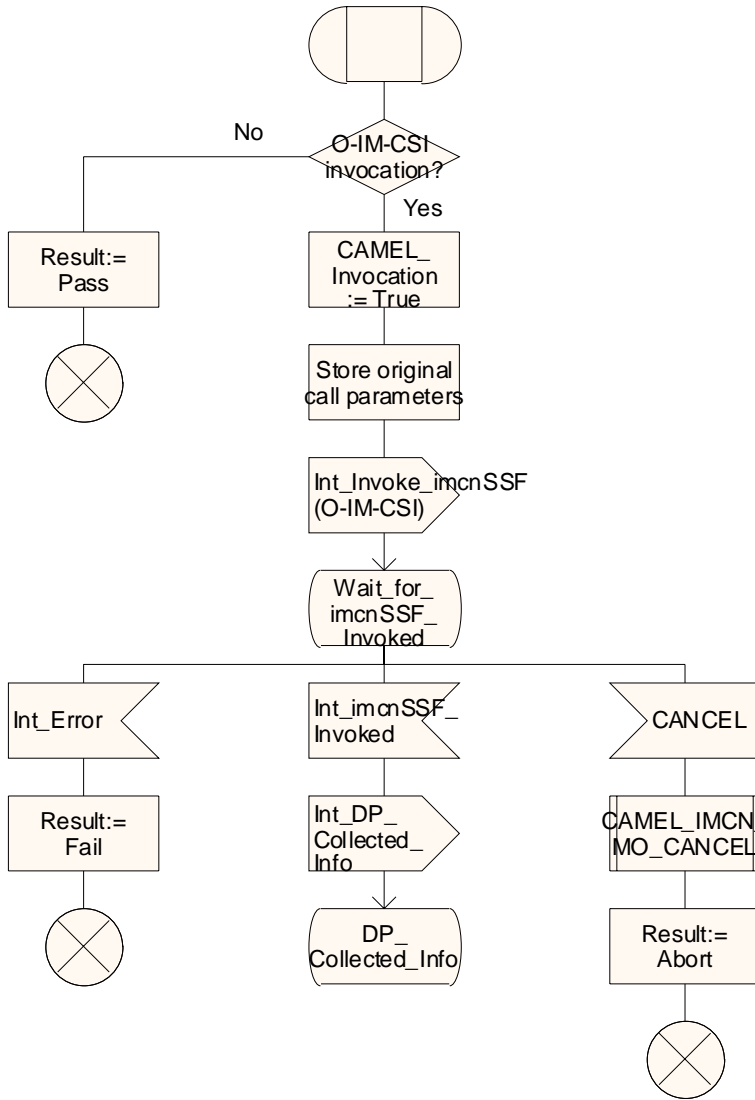 No
O-IM-CSI
invocation?
Yes
Result:=
Pass
CAMEL_
Invocation
:= True
Store original
call parameters
Int_Invoke_imcnSSF
(O-IM-CSI)
Wait_for_
imcnSSF_
Invoked
Int_Error
Int_imcnSSF_
Invoked
CANCEL
Result:=
Fail
Int_DP_
Collected_
Info
CAMEL_IMCN_
MO_CANCEL
DP_
Collected_Info
Result:=
Abort